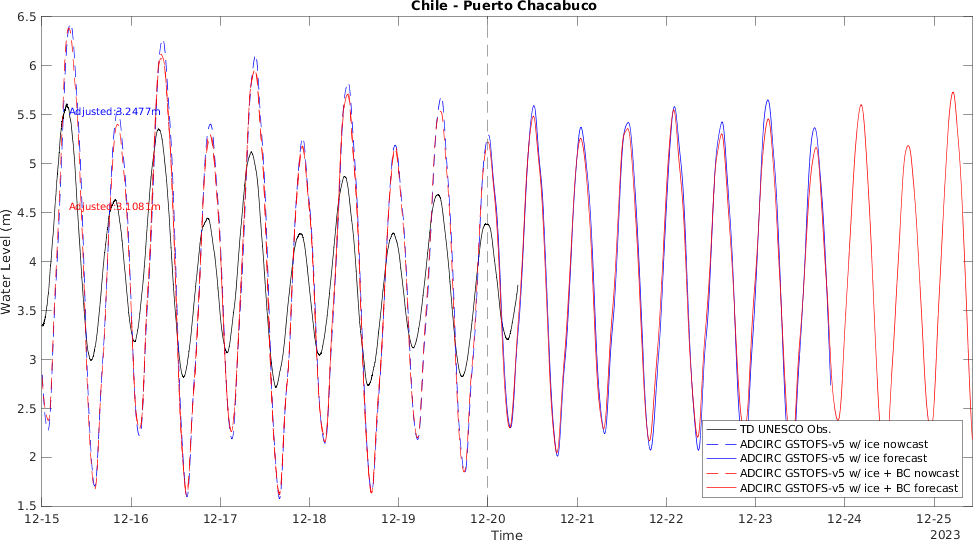 Chile - Puerto Chacabuco
6.5
6
5.5
5
4.5
4
3.5
3
2.5
2
1.5
Water Level (m)
Adjusted:3.2477m
Adjusted:3.1081m
TD UNESCO Obs.
ADCIRC GSTOFS-v5 w/ ice nowcast
ADCIRC GSTOFS-v5 w/ ice forecast
ADCIRC GSTOFS-v5 w/ ice + BC nowcast
ADCIRC GSTOFS-v5 w/ ice + BC forecast
12-15 12-16 12-17 12-18 12-19 12-20 12-21 12-22 12-23 12-24 12-25
2023
Time